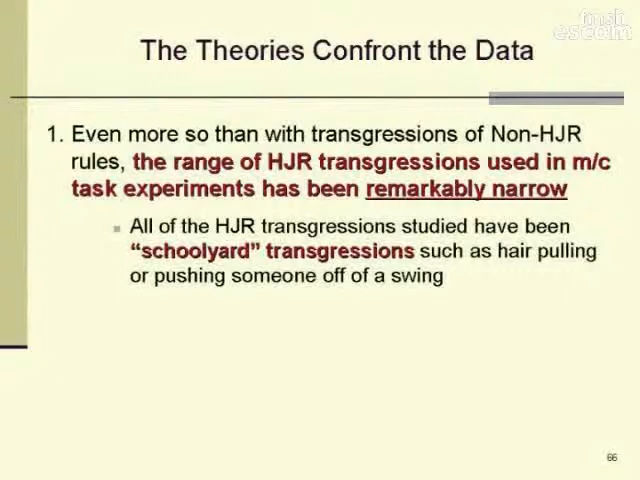 fmsh
escom
The Theories Confront the Data
1. Even more so than with transgressions of Non-HJR
rules, the range of HJR transgressions used in m/c
task experiments has been remarkably narrow
All of the HJR transgressions studied have been
“schoolyard” transgressions such as hair pulling
or pushing someone off of a swing
66